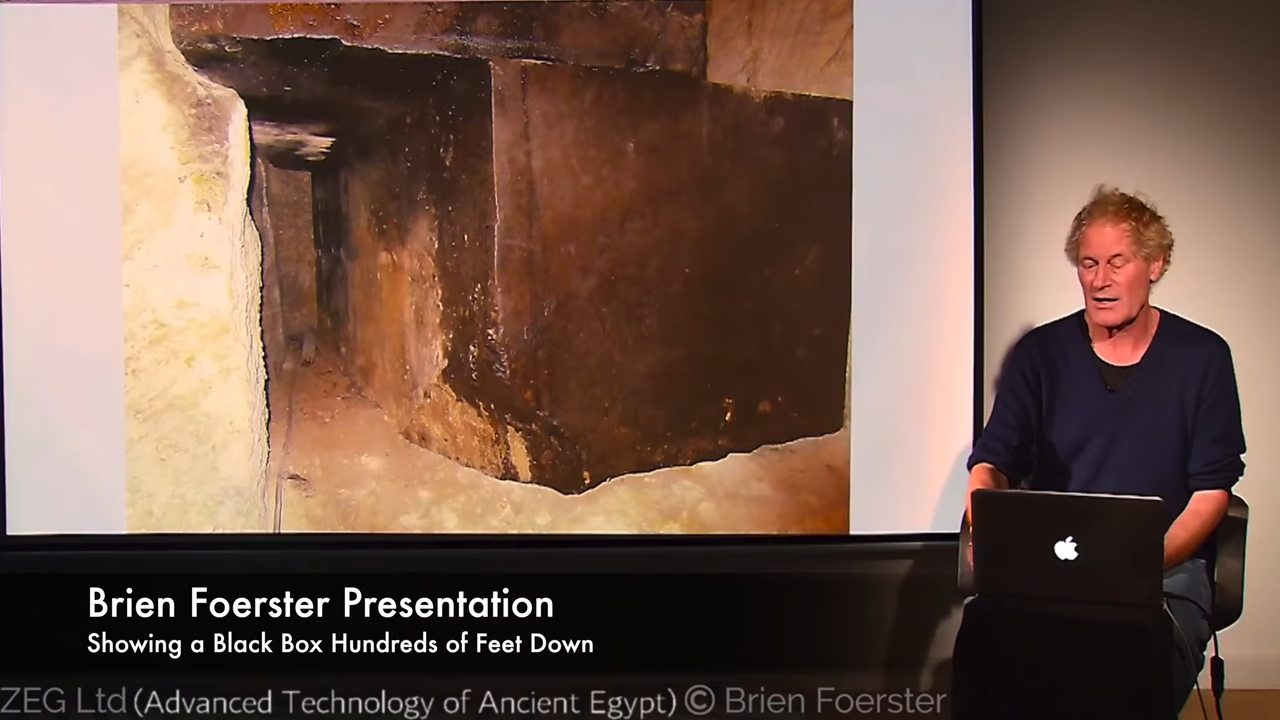 Brien Foerster Presentation
Showing a Black Box Hundreds of Feet Down
ZEG Ltd (Advanced Technology of Ancient Egypt) © Brien Foerster